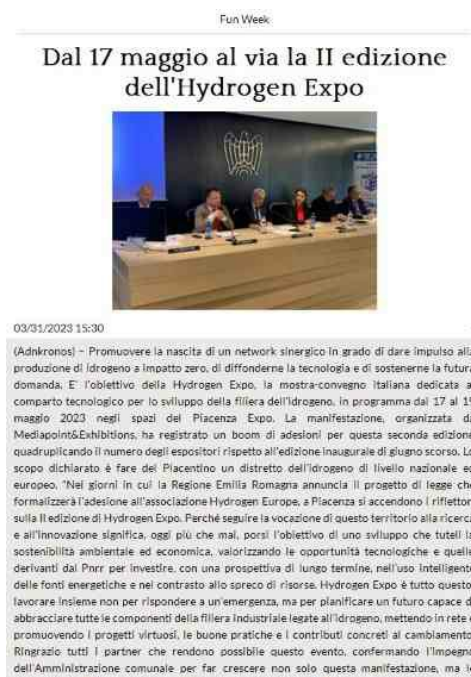 Fun Week
Dal 17 maggio al via la II edizione
dell'Hydrogen Expo
03/31/2023 15:30
(Adnkronos) – Promuovere la nascita di un network sinergico in grado di dare impulso alla
produzione di idrogeno a impatto zero, di diffonderne la tecnologia e di sostenerne la futura
domanda. E' l'obiettivo della Hydrogen Expo, la mostra-convegno italiana dedicata al
comparto tecnologico per lo sviluppo della filiera dell'idrogeno, in programma dal 17 al 19
maggio 2023 negli spazi del Piacenza Expo. La manifestazione, organizzata da
Mediapoint&Exhibitions, ha registrato un boom di adesioni per questa seconda edizione
quadruplicando il numero degli espositori rispetto all'edizione inaugurale di giugno scorso. Lo
scopo dichiarato è fare del Piacentino un distretto dell'idrogeno di livello nazionale ed
europeo. "Nei giorni in cui la Regione Emilia Romagna annuncia il progetto di legge che
formalizzerà l'adesione all'associazione Hydrogen Europe, a Piacenza si accendono i riflettori
sulla II edizione di Hydrogen Expo. Perché seguire la vocazione di questo territorio alla ricerca
e all'innovazione significa, oggi più che mai, porsi l'obiettivo di uno sviluppo che tuteli la
sostenibilità ambientale ed economica, valorizzando le opportunità tecnologiche e quelle
derivanti dal Pnrr per investire, con una prospettiva di lungo termine, nell'uso intelligente
delle fonti energetiche e nel contrasto allo spreco di risorse. Hydrogen Expo è tutto questo:
lavorare insieme non per rispondere a un'emergenza, ma per pianificare un futuro capace di
abbracciare tutte le componenti della filiera industriale legate all'idrogeno, mettendo in rete e
promuovendo i progetti virtuosi, le buone pratiche e i contributi concreti al cambiamento.
Ringrazio tutti i partner che rendono possibile questo evento, confermando l'impegno
dell'Amministrazione comunale per far crescere non solo questa manifestazione, ma le